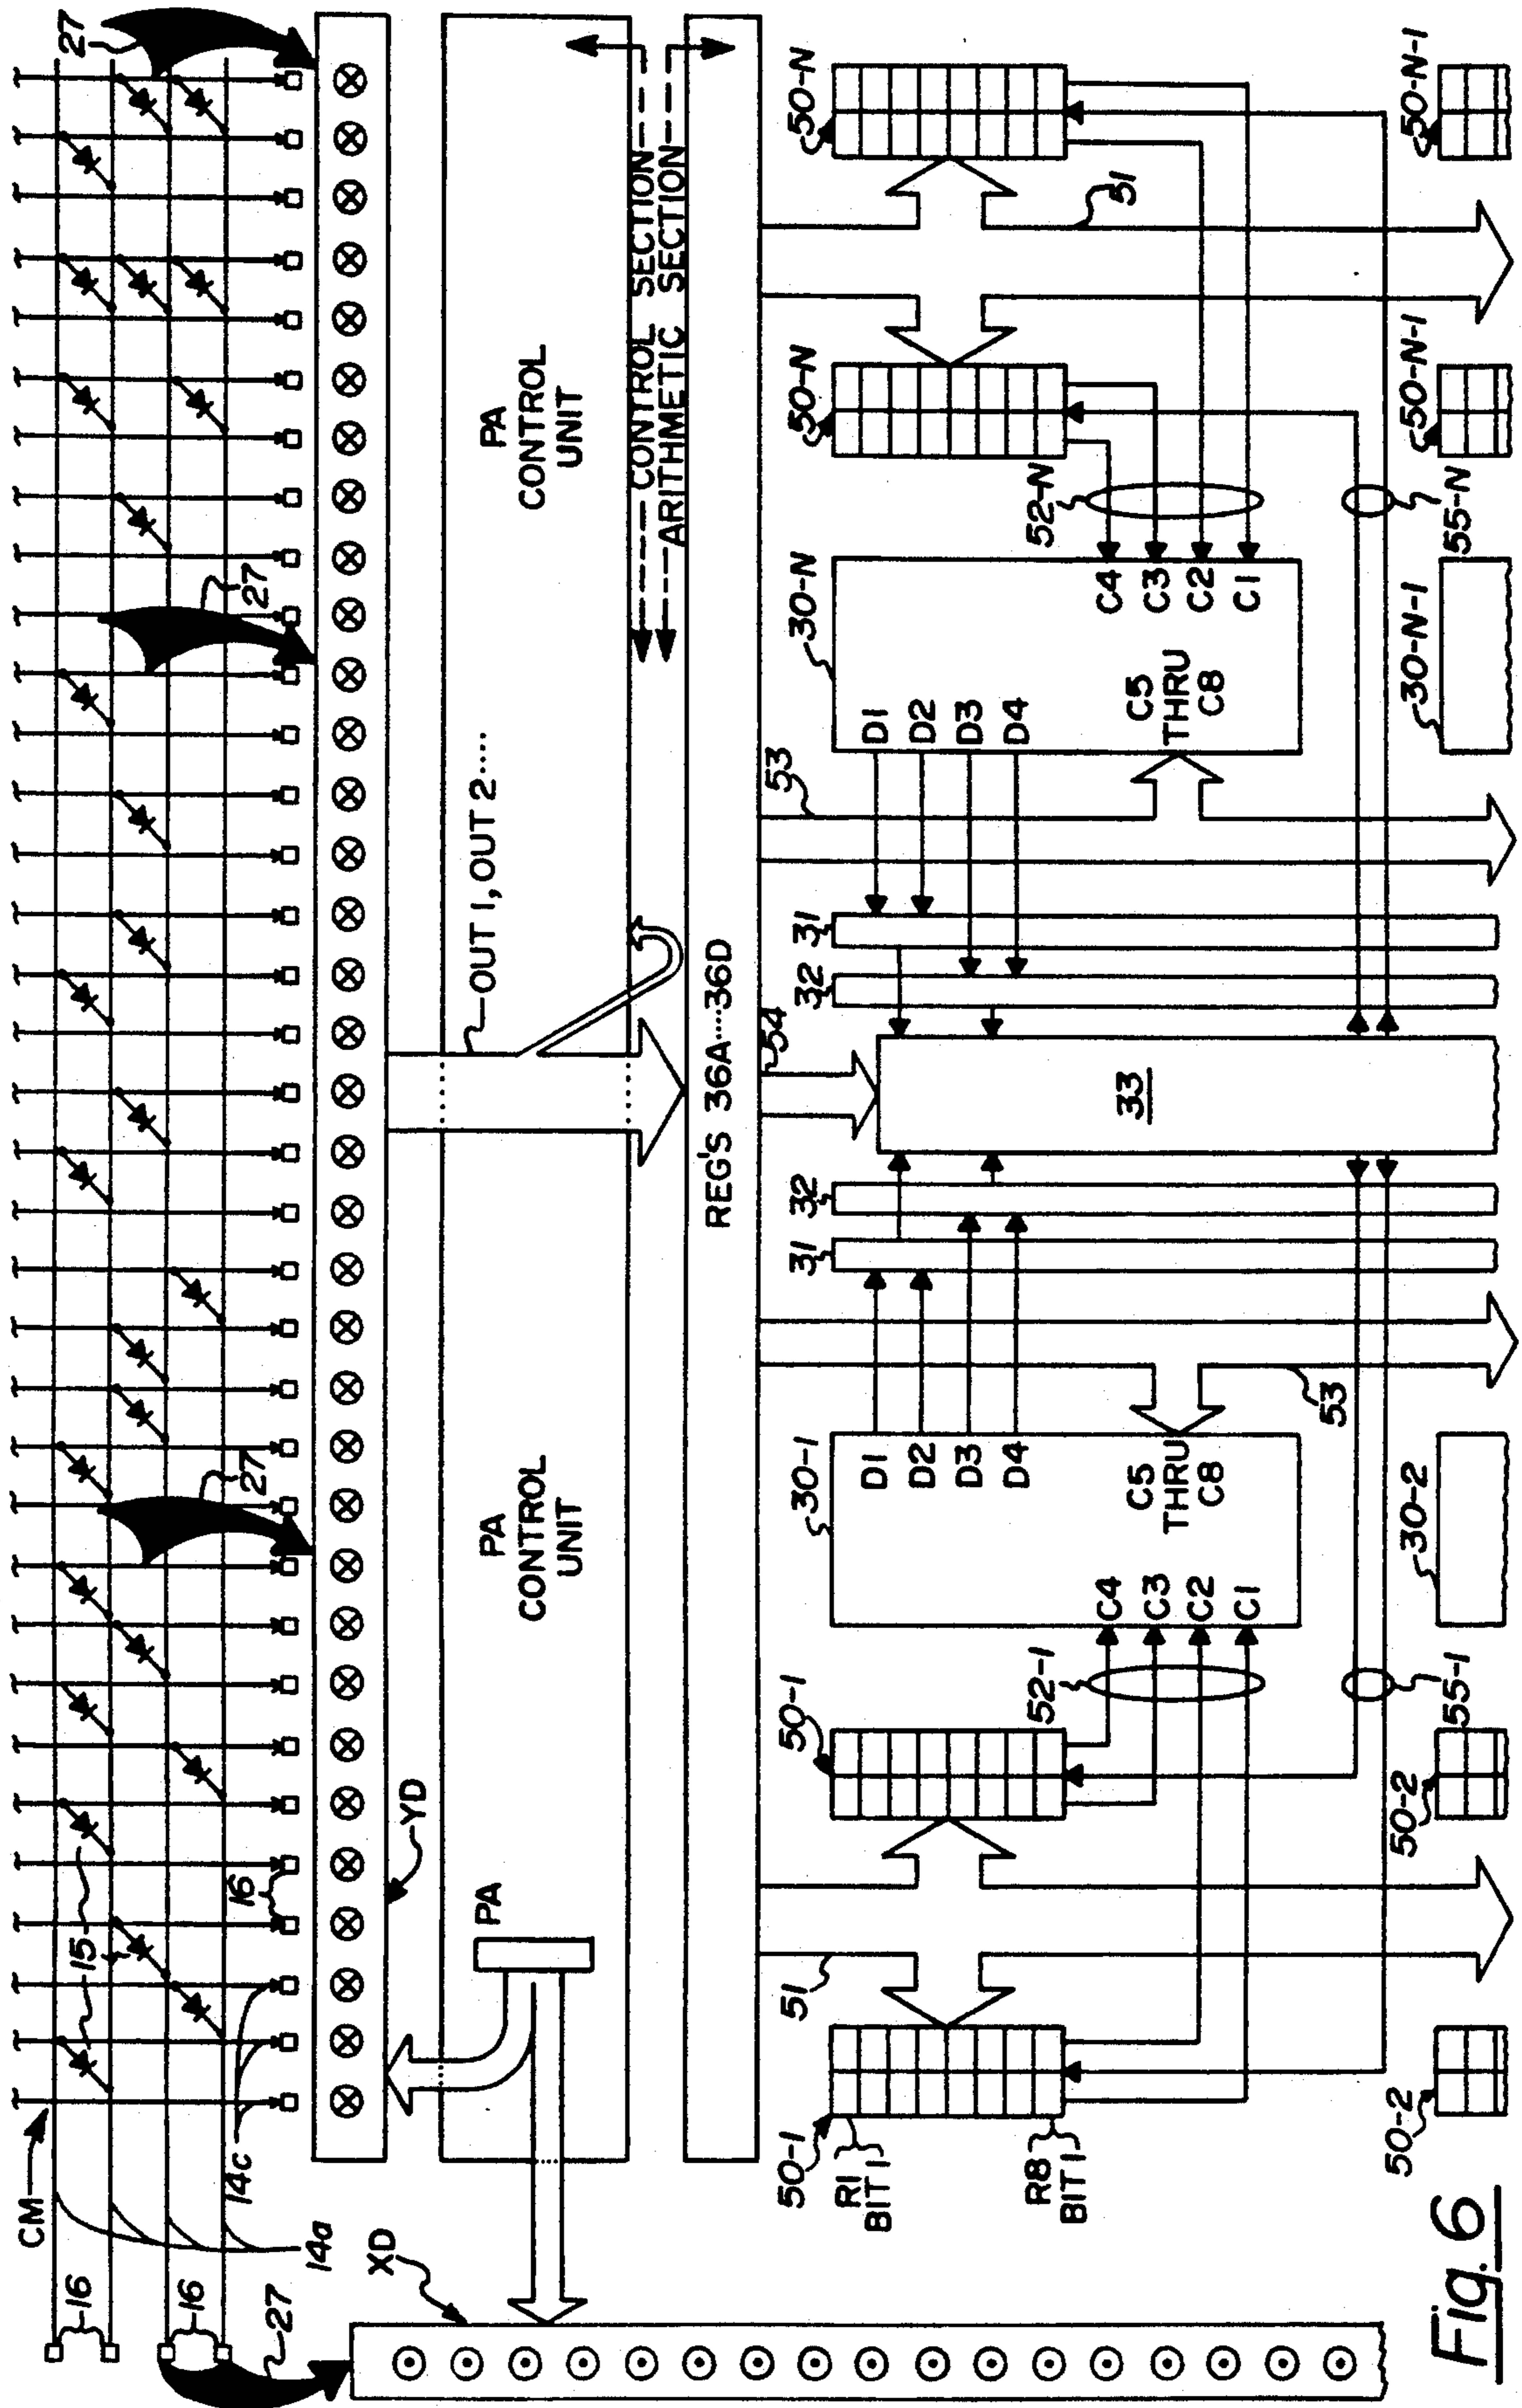 CM
16
16
27
14a
14c
15
16
27
27
27
XD
YD
PA
PA
CONTROL
UNIT
PA
CONTROL
UNIT
OUT 1, OUT 2.....
CONTROL SECTION
ARITHMETIC SECTION
REG'S 36A....36D
50-1
R1
BIT 1
R8
BIT 1
51
50-1
52-1
30-1
C4
C3
C2
C1
D1
D2
D3
D4
C5
THRU
C8
53
31
32
54
33
32
31
53
30-N
D1
D2
D3
D4
C5
THRU
C8
C4
C3
C2
C1
52-N
50-N
51
50-N
50-2
50-2
55-1
30-2
30-N-1
55-N
50-N-1
50-N-1
Fig. 6